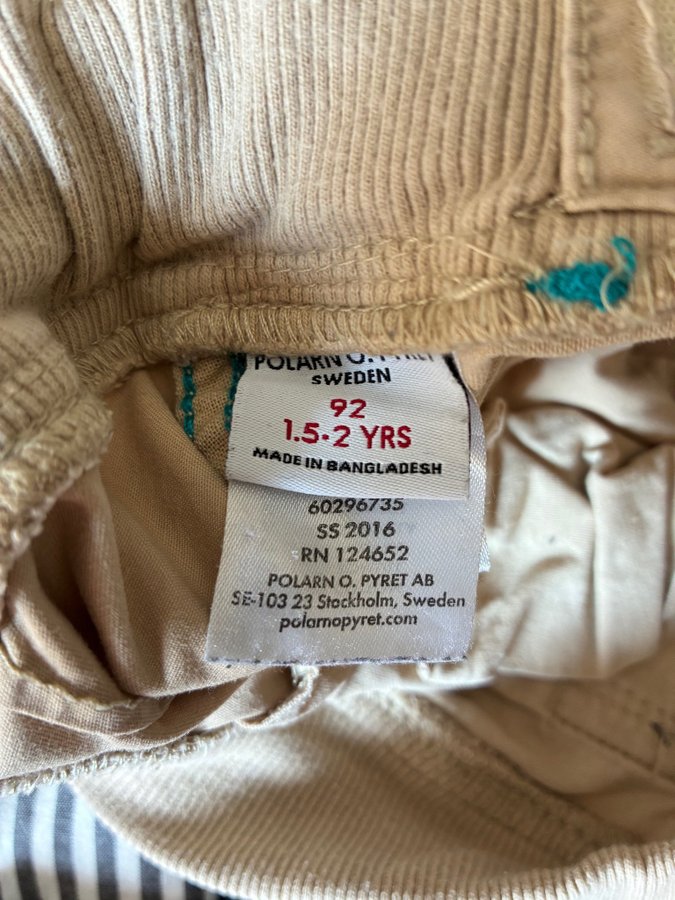 POLARN O. PYRET
SWEDEN
92
1.5-2 YRS
MADE IN BANGLADESH
60296735
SS 2016
RN 124652
POLARN O. PYRET AB
SE-103 23 Stockholm, Sweden
polarnopyret.com